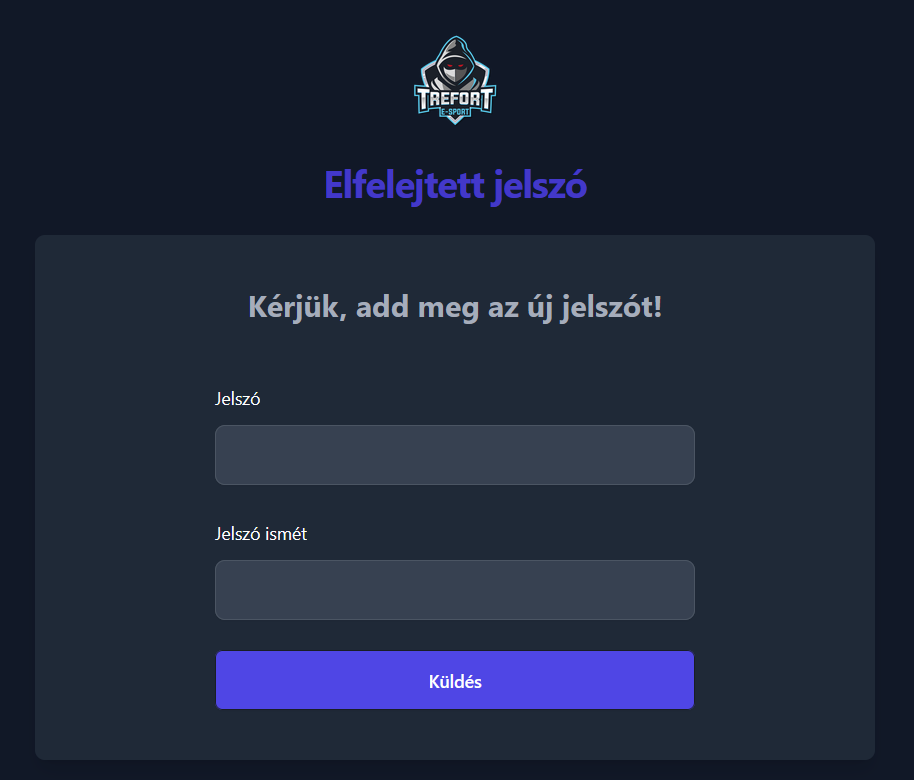 TREFORT
E-SPORT
Elfelejtett jelszó
Kérjük, add meg az új jelszót!
Jelszó
Jelszó ismét
Küldés